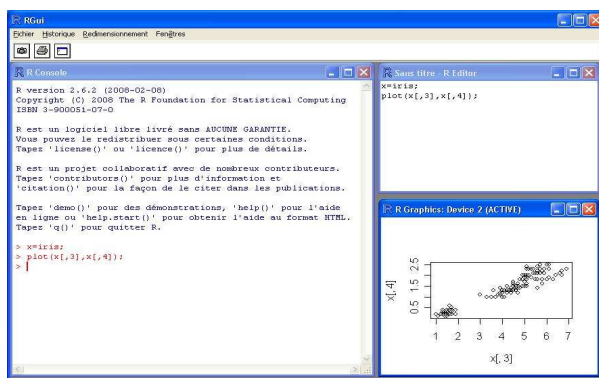 RGui
Fichier Historique Redimensionnement Fenêtres
R Console
R version 2.6.2 (2008-02-08)
Copyright (C) 2008 The R Foundation for Statistical Computing
ISBN 3-900051-07-0
R est un logiciel libre livré sans AUCUNE GARANTIE.
Vous pouvez le redistribuer sous certaines conditions.
Tapez 'license()' ou 'licence()' pour plus de détails.
R est un projet collaboratif avec de nombreux contributeurs.
Tapez 'contributors()' pour plus d'information et
'citation()' pour la façon de le citer dans les publications.
Tapez 'demo()' pour des démonstrations, 'help()' pour l'aide
en ligne ou 'help.start()' pour obtenir l'aide au format HTML.
Tapez 'q()' pour quitter R.
> x=iris;
> plot(x[,3],x[,4]);
>
Sans titre - R Editor
x=iris;
plot(x[,3],x[,4]);
R Graphics: Device 2 (ACTIVE)
x[, 4]
0.5 1.5 2.5
1 2 3 4 5 6 7
x[, 3]